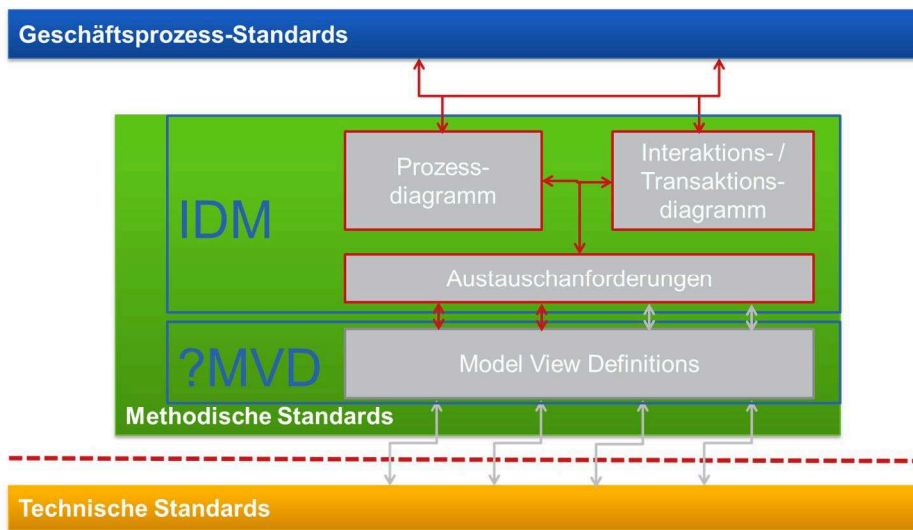 Geschäftsprozess-Standards
IDM
Prozess-
diagramm
Interaktions- /
Transaktions-
diagramm
Austauschanforderungen
?MVD
Model View Definitions
Methodische Standards
Technische Standards